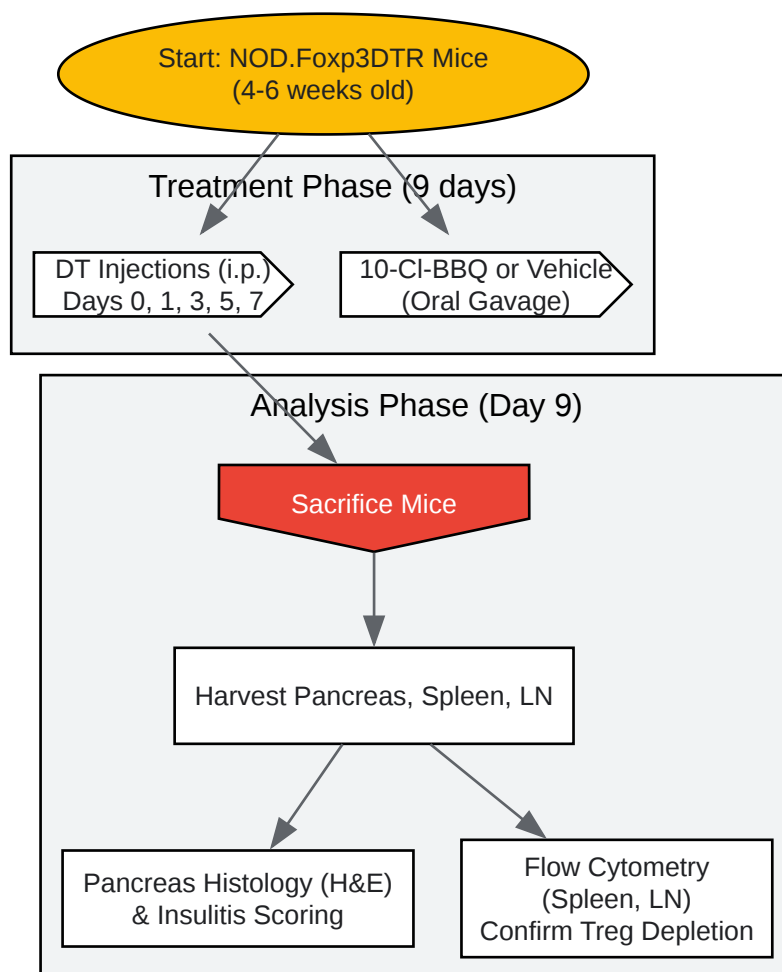 Start: NOD.Foxp3DTR Mice
(4-6 weeks old)
Treatment Phase (9 days)
DT Injections (i.p.)
Days 0, 1, 3, 5, 7
10-Cl-BBQ or Vehicle
(Oral Gavage)
Analysis Phase (Day 9)
Sacrifice Mice
Harvest Pancreas, Spleen, LN
Pancreas Histology (H&E)
& Insulitis Scoring
Flow Cytometry
(Spleen, LN)
Confirm Treg Depletion